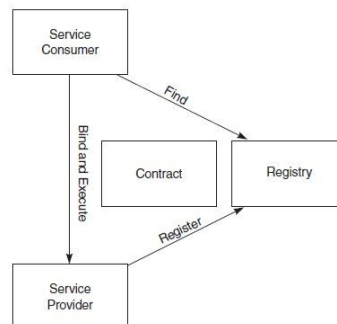 Service
Consumer
Find
Bind and Execute
Contract
Registry
Register
Service
Provider